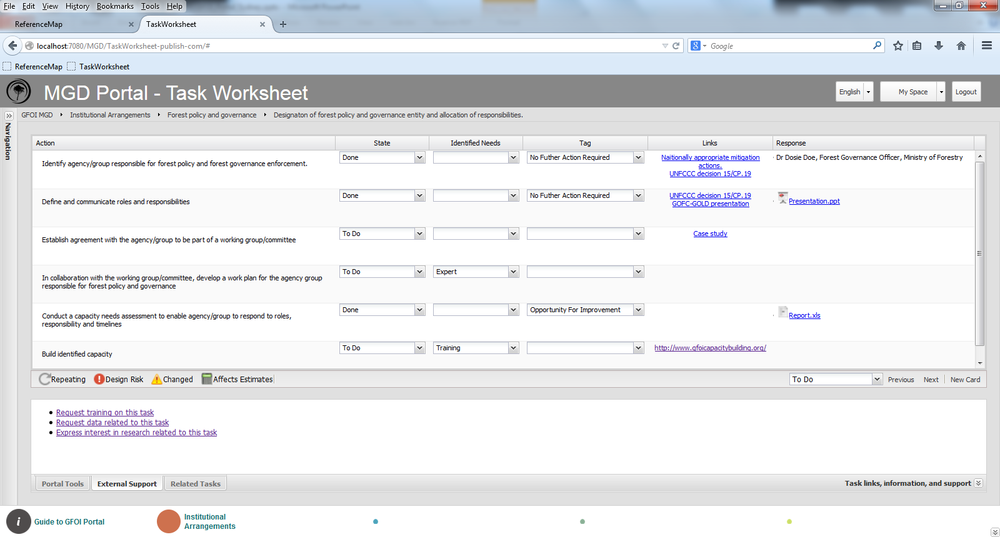 File Edit View History Bookmarks Tools Help
ReferenceMap × TaskWorksheet × +
localhost:7080/MGD/TaskWorksheet-publish-com/# Google
ReferenceMap TaskWorksheet
MGD Portal - Task Worksheet English My Space Logout
GFOI MGD Institutional Arrangements Forest policy and governance Designaton of forest policy and governance entity and allocation of responsibilities.
Navigation
Action State Identified Needs Tag Links Response
Identify agency/group responsible for forest policy and forest governance enforcement. Done No Futher Action Required Naitionally appropriate mitigation Dr Dosie Doe, Forest Governance Officer, Ministry of Forestry
actions.
UNFCCC decision 15/CP.19
Define and communicate roles and responsibilities Done No Futher Action Required UNFCCC decision 15/CP.19 Presentation.ppt
GOFC-GOLD presentation
Establish agreement with the agency/group to be part of a working group/committee To Do Case study
In collaboration with the working group/committee, develop a work plan for the agency group To Do Expert
responsible for forest policy and governance
Conduct a capacity needs assessment to enable agency/group to respond to roles, Done Opportunity For Improvement Report.xls
responsibility and timelines
Build identified capacity To Do Training http://www.gfoicapacitybuilding.org/
Repeating Design Risk Changed Affects Estimates To Do Previous Next New Card
Request training on this task
Request data related to this task
Express interest in research related to this task
Portal Tools External Support Related Tasks Task links, information, and support
i Guide to GFOI Portal Institutional
Arrangements